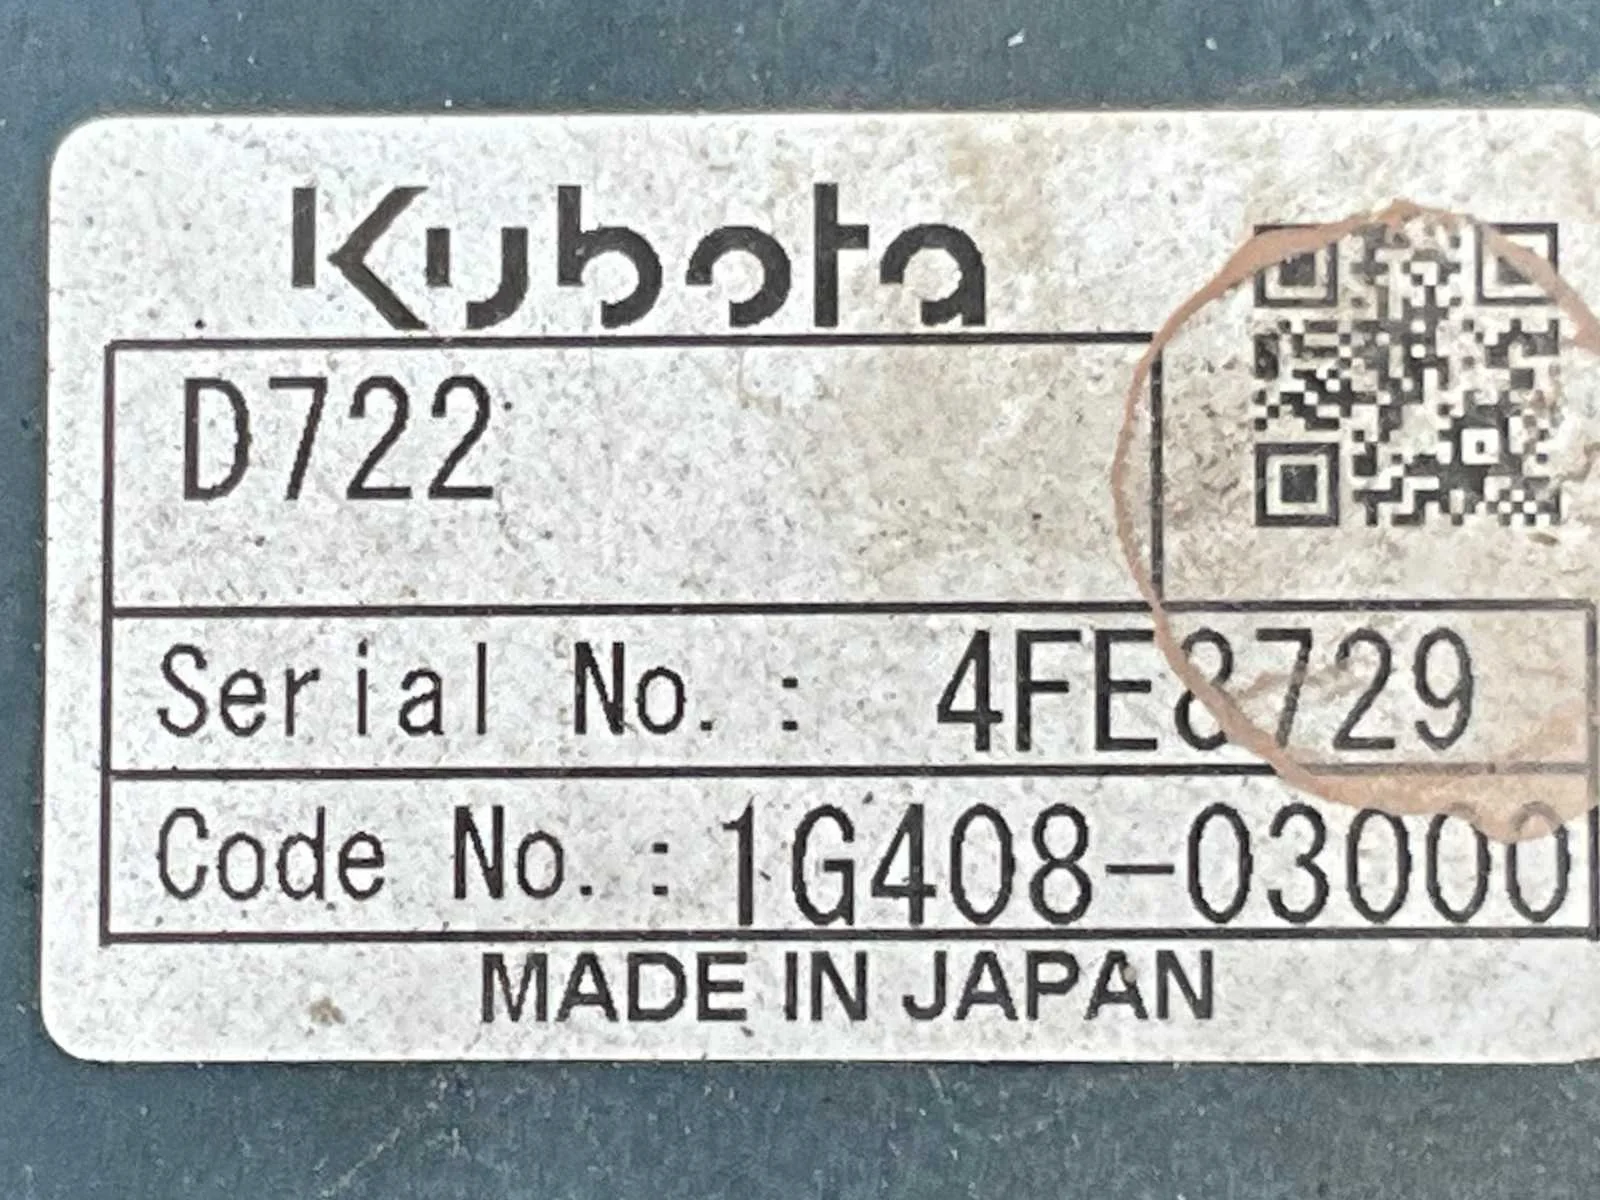 Kubota
D722
Serial No.: 4FE8729
Code No.: 1G408-03000
MADE IN JAPAN